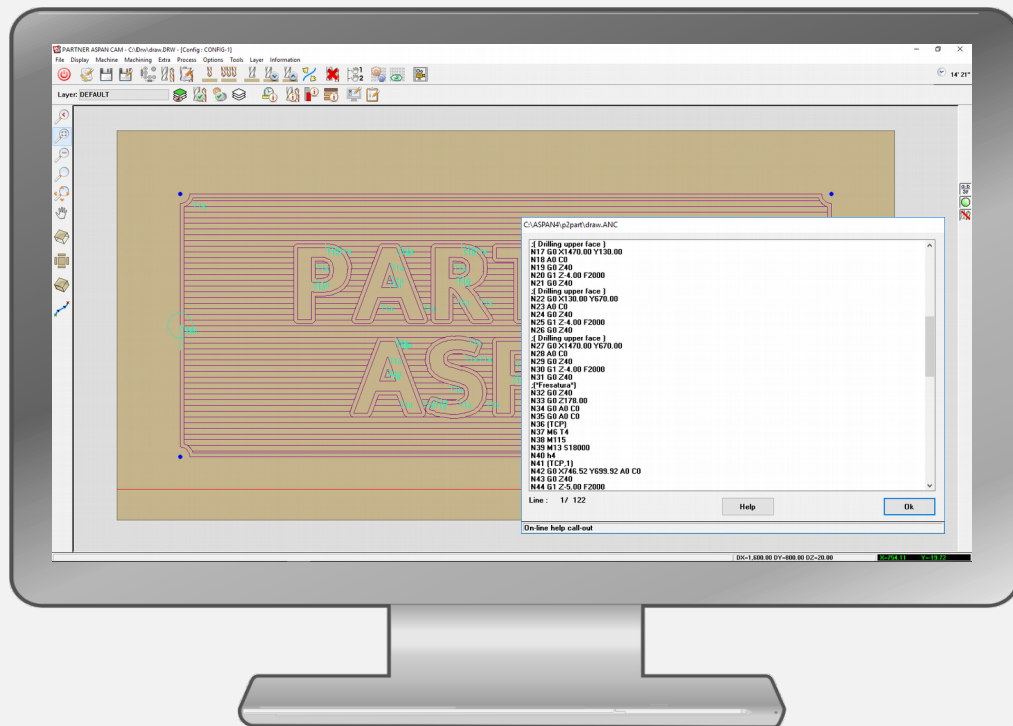 PARTNER ASPAN CAM - C:\Drw\draw.DRW - [Config : CONFIG-1]
File Display Machine Machining Extra Process Options Tools Layer Information
14' 21"
Layer: DEFAULT
PART
ASP
C:\ASPAN4\p2part\draw.ANC
;( Drilling upper face )
N17 G0 X1470.00 Y130.00
N18 A0 C0
N19 G0 Z40
N20 G1 Z-4.00 F2000
N21 G0 Z40
;( Drilling upper face )
N22 G0 X130.00 Y670.00
N23 A0 C0
N24 G0 Z40
N25 G1 Z-4.00 F2000
N26 G0 Z40
;( Drilling upper face )
N27 G0 X1470.00 Y670.00
N28 A0 C0
N29 G0 Z40
N30 G1 Z-4.00 F2000
N31 G0 Z40
;(*Fresatura*)
N32 G0 Z40
N33 G0 Z178.00
N34 G0 A0 C0
N35 G0 A0 C0
N36 (TCP)
N37 M6 T4
N38 M115
N39 M13 S18000
N40 h4
N41 (TCP,1)
N42 G0 X746.52 Y699.92 A0 C0
N43 G0 Z40
N44 G1 Z-5.00 F2000
Line : 1/ 122
Help
Ok
On-line help call-out
DX=1,600.00 DY=800.00 DZ=20.00
X=754.11 Y=-19.72